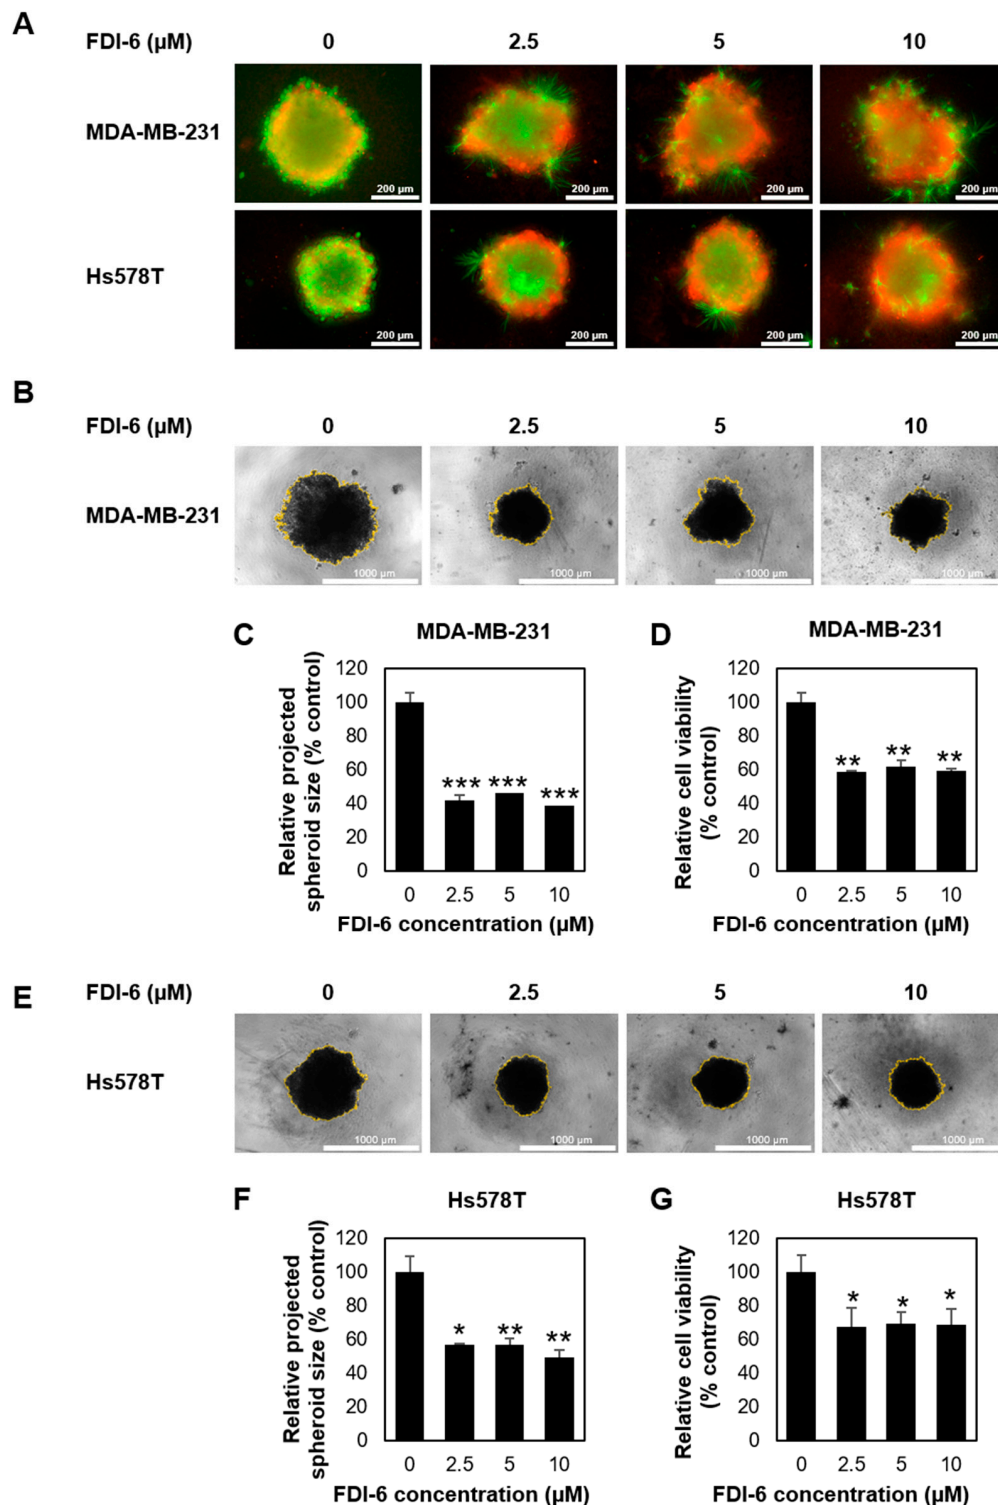 A
FDI-6 (µM) 0 2.5 5 10
MDA-MB-231
200 µm 200 µm 200 µm 200 µm
Hs578T
200 µm 200 µm 200 µm 200 µm
B
FDI-6 (µM) 0 2.5 5 10
MDA-MB-231
1000 µm 1000 µm 1000 µm 1000 µm
C MDA-MB-231
Relative projected
spheroid size (% control)
120
100
80
60
40
20
0
*** *** ***
0 2.5 5 10
FDI-6 concentration (µM)
D MDA-MB-231
Relative cell viability
(% control)
120
100
80
60
40
20
0
** ** **
0 2.5 5 10
FDI-6 concentration (µM)
E FDI-6 (µM) 0 2.5 5 10
Hs578T
1000 µm 1000 µm 1000 µm 1000 µm
F Hs578T
Relative projected
spheroid size (% control)
120
100
80
60
40
20
0
* ** **
0 2.5 5 10
FDI-6 concentration (µM)
G Hs578T
Relative cell viability
(% control)
120
100
80
60
40
20
0
* * *
0 2.5 5 10
FDI-6 concentration (µM)